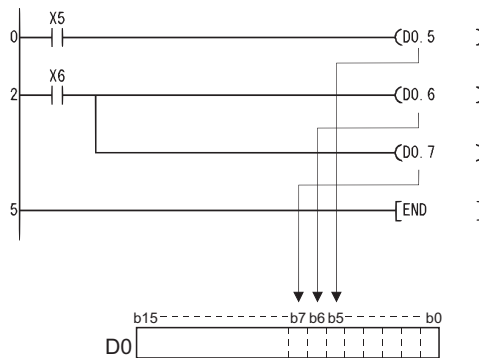 X5
0 (D0. 5 )
X6
2 (D0. 6 )
(D0. 7 )
5 [END ]
b15 b7 b6 b5 b0
D0